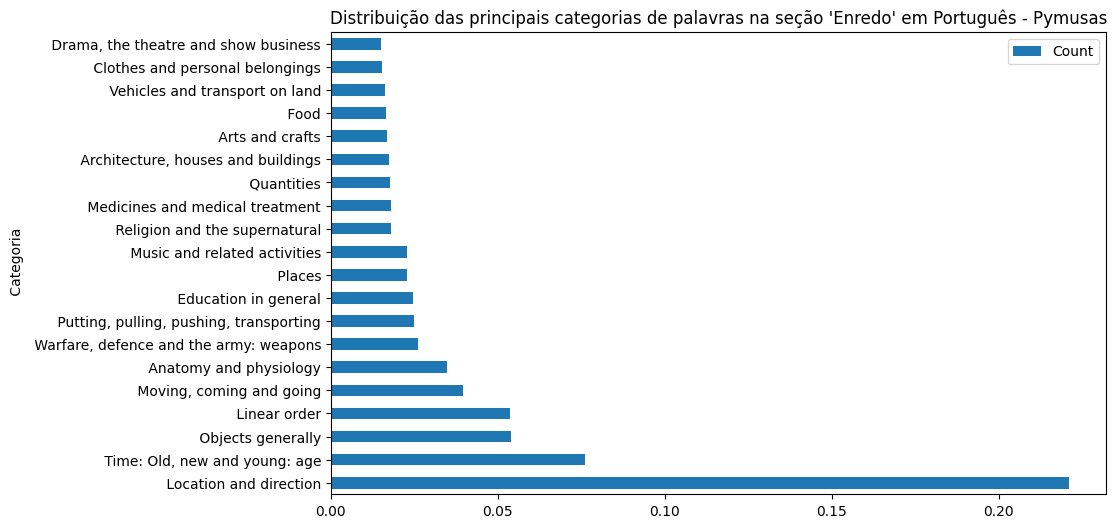 Distribuição das principais categorias de palavras na seção 'Enredo' em Português - Pymusas
Count
Categoria
Drama, the theatre and show business
Clothes and personal belongings
Vehicles and transport on land
Food
Arts and crafts
Architecture, houses and buildings
Quantities
Medicines and medical treatment
Religion and the supernatural
Music and related activities
Places
Education in general
Putting, pulling, pushing, transporting
Warfare, defence and the army: weapons
Anatomy and physiology
Moving, coming and going
Linear order
Objects generally
Time: Old, new and young: age
Location and direction
0.00 0.05 0.10 0.15 0.20